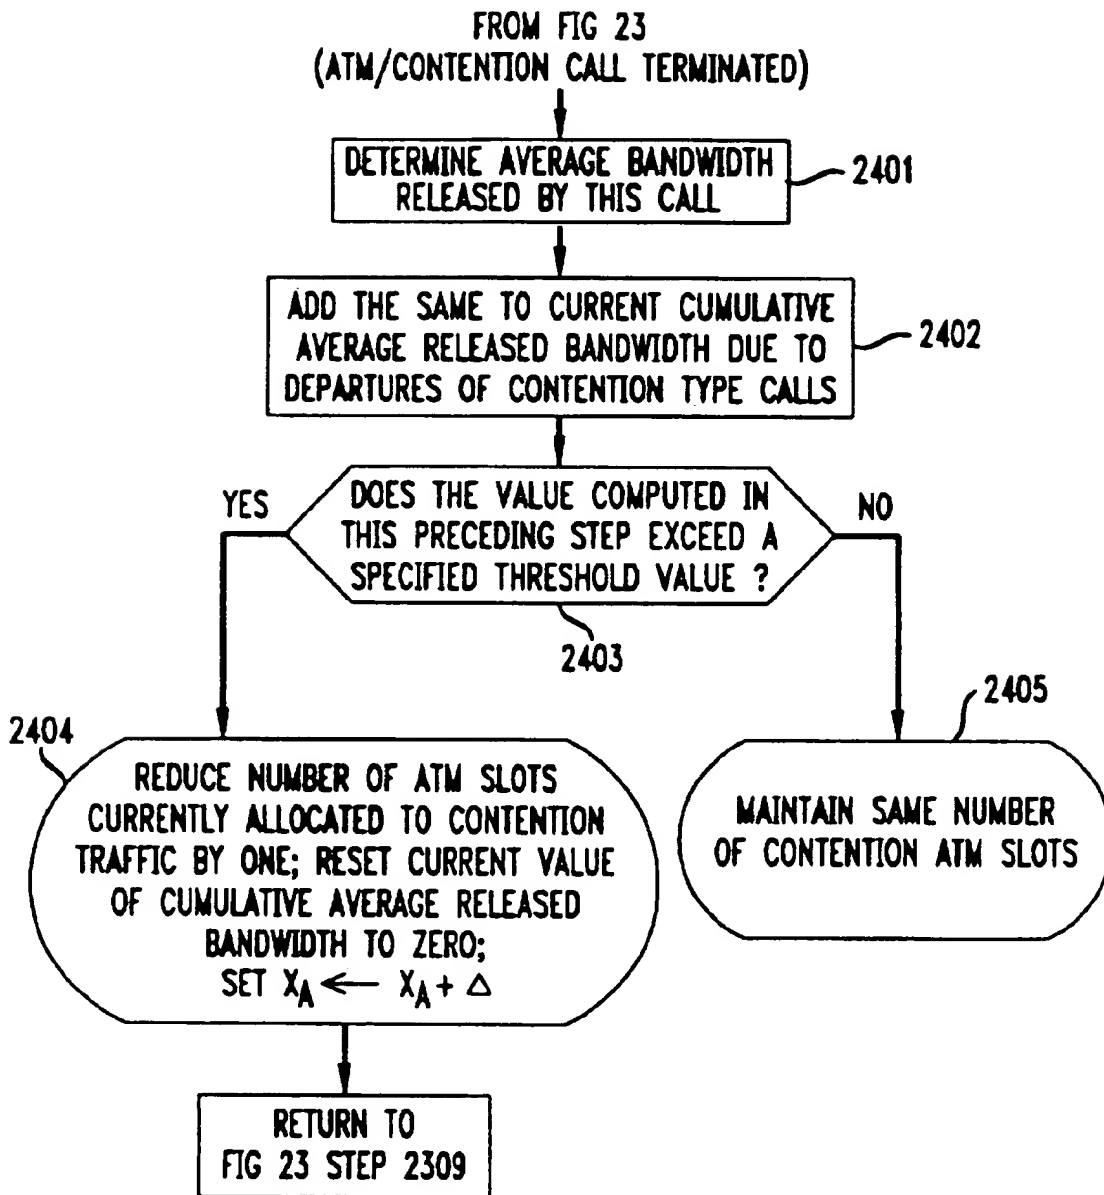 FROM FIG 23
(ATM/CONTENTION CALL TERMINATED)
DETERMINE AVERAGE BANDWIDTH
RELEASED BY THIS CALL
2401
ADD THE SAME TO CURRENT CUMULATIVE
AVERAGE RELEASED BANDWIDTH DUE TO
DEPARTURES OF CONTENTION TYPE CALLS
2402
DOES THE VALUE COMPUTED IN
THIS PRECEDING STEP EXCEED A
SPECIFIED THRESHOLD VALUE ?
YES
NO
2403
2404
REDUCE NUMBER OF ATM SLOTS
CURRENTLY ALLOCATED TO CONTENTION
TRAFFIC BY ONE; RESET CURRENT VALUE
OF CUMULATIVE AVERAGE RELEASED
BANDWIDTH TO ZERO;
SET X_A ← X_A + Δ
2405
MAINTAIN SAME NUMBER
OF CONTENTION ATM SLOTS
RETURN TO
FIG 23 STEP 2309